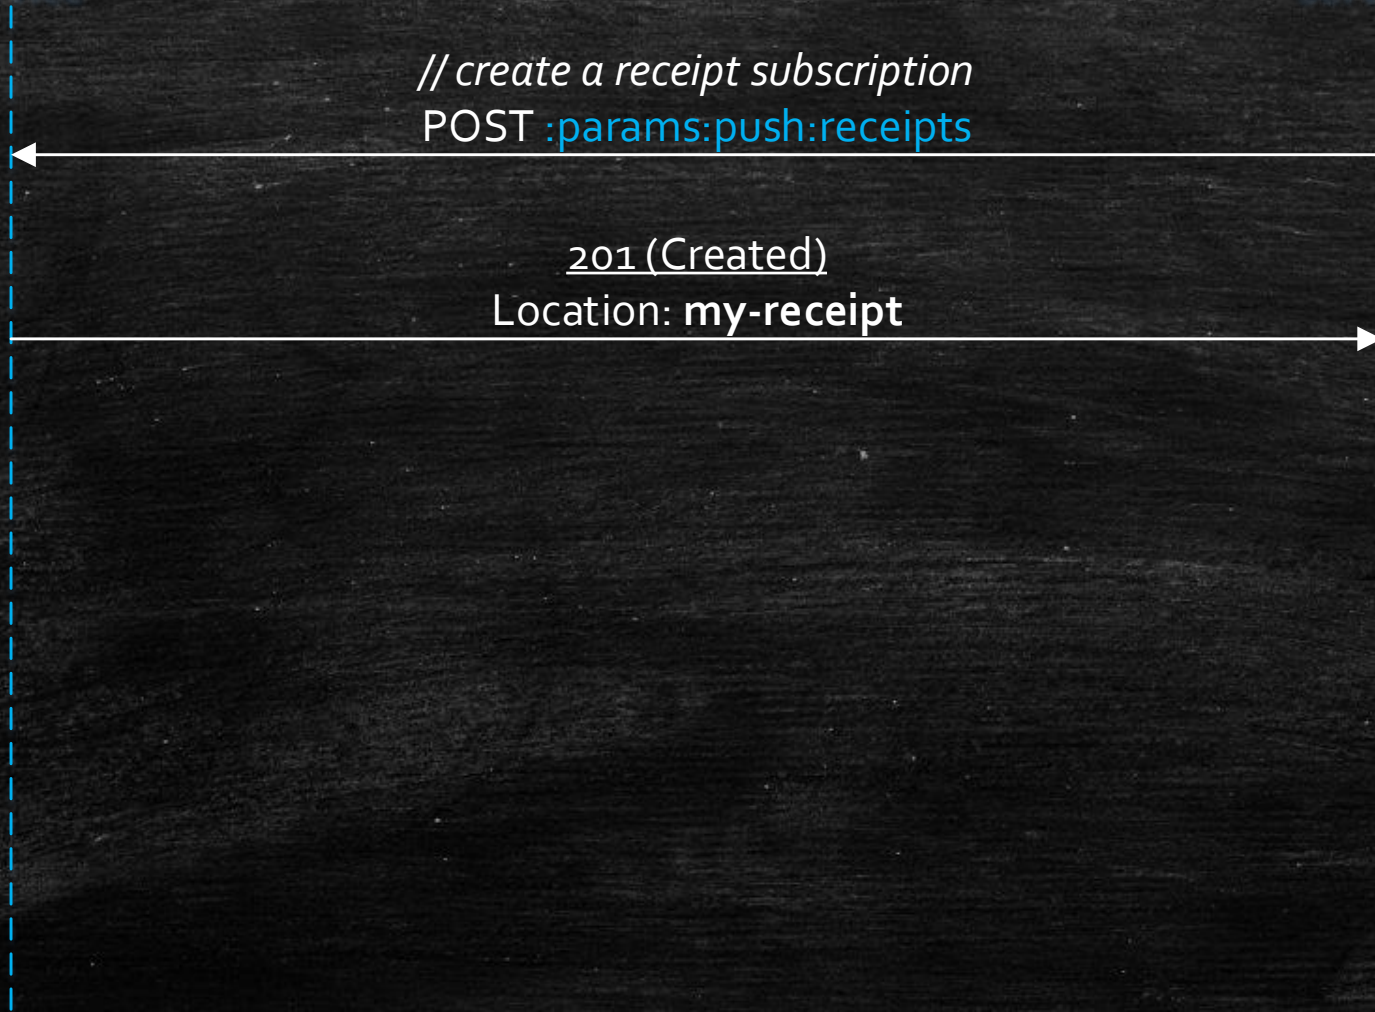 // create a receipt subscription
POST :params:push:receipts
201 (Created)
Location: my-receipt